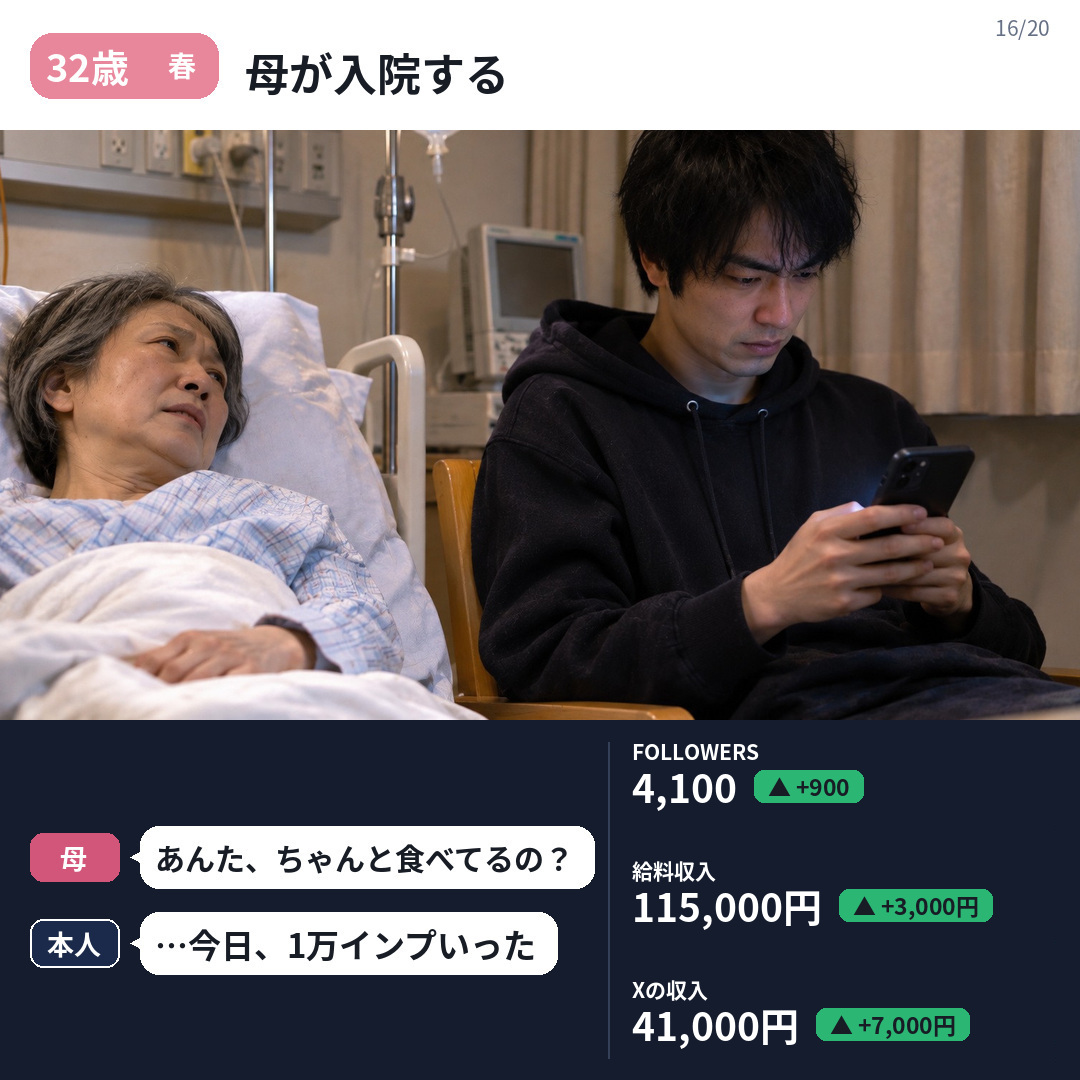 16/20
32歳 春
母が入院する
母
あんた、ちゃんと食べてるの？
本人
…今日、1万インプいった
FOLLOWERS
4,100 ▲ +900
給料収入
115,000円 ▲ +3,000円
Xの収入
41,000円 ▲ +7,000円